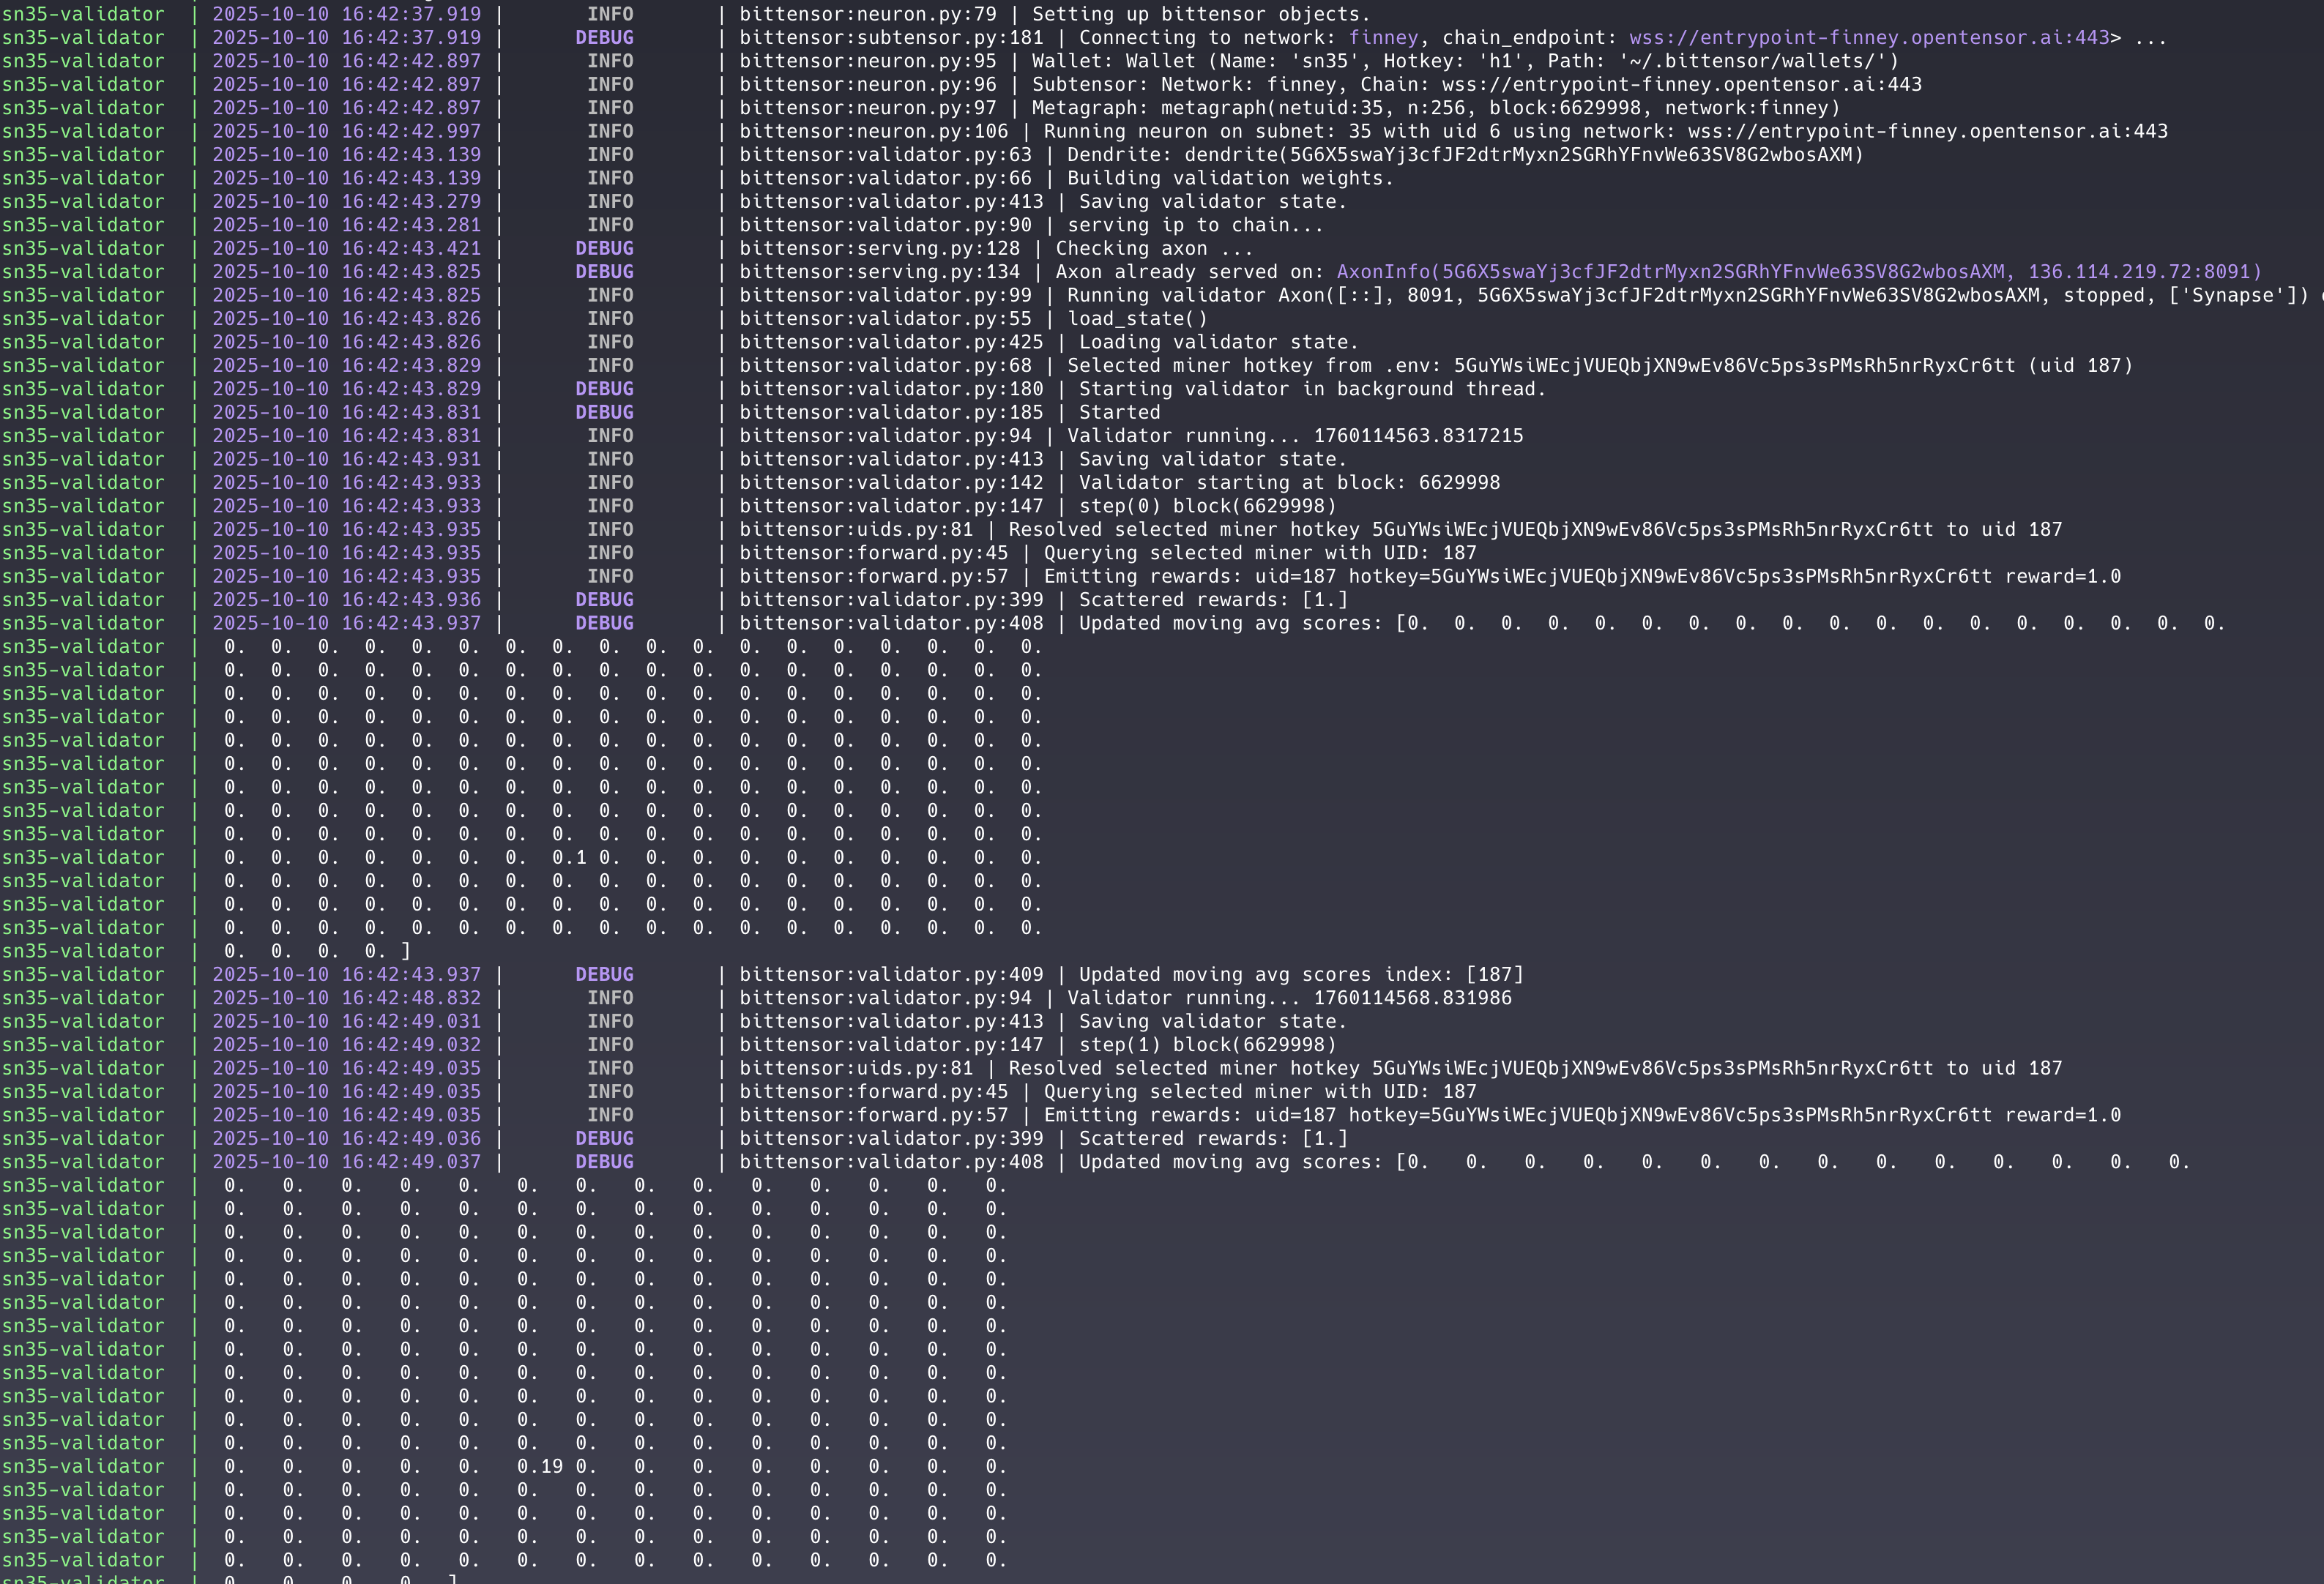 sn35-validator | 2025-10-10 16:42:37.919 | INFO | bittensor:neuron.py:79 | Setting up bittensor objects.
sn35-validator | 2025-10-10 16:42:37.919 | DEBUG | bittensor:subtensor.py:181 | Connecting to network: finney, chain_endpoint: wss://entrypoint-finney.opentensor.ai:443> ...
sn35-validator | 2025-10-10 16:42:42.897 | INFO | bittensor:neuron.py:95 | Wallet: Wallet (Name: 'sn35', Hotkey: 'h1', Path: '~/.bittensor/wallets/')
sn35-validator | 2025-10-10 16:42:42.897 | INFO | bittensor:neuron.py:96 | Subtensor: Network: finney, Chain: wss://entrypoint-finney.opentensor.ai:443
sn35-validator | 2025-10-10 16:42:42.897 | INFO | bittensor:neuron.py:97 | Metagraph: metagraph(netuid:35, n:256, block:6629998, network:finney)
sn35-validator | 2025-10-10 16:42:42.997 | INFO | bittensor:neuron.py:106 | Running neuron on subnet: 35 with uid 6 using network: wss://entrypoint-finney.opentensor.ai:443
sn35-validator | 2025-10-10 16:42:43.139 | INFO | bittensor:validator.py:63 | Dendrite: dendrite(5G6X5swaYj3cfJF2dtrMyxn2SGRhYFnvWe63SV8G2wbosAXM)
sn35-validator | 2025-10-10 16:42:43.139 | INFO | bittensor:validator.py:66 | Building validation weights.
sn35-validator | 2025-10-10 16:42:43.279 | INFO | bittensor:validator.py:413 | Saving validator state.
sn35-validator | 2025-10-10 16:42:43.281 | INFO | bittensor:validator.py:90 | serving ip to chain...
sn35-validator | 2025-10-10 16:42:43.421 | DEBUG | bittensor:serving.py:128 | Checking axon ...
sn35-validator | 2025-10-10 16:42:43.825 | DEBUG | bittensor:serving.py:134 | Axon already served on: AxonInfo(5G6X5swaYj3cfJF2dtrMyxn2SGRhYFnvWe63SV8G2wbosAXM, 136.114.219.72:8091)
sn35-validator | 2025-10-10 16:42:43.825 | INFO | bittensor:validator.py:99 | Running validator Axon([::], 8091, 5G6X5swaYj3cfJF2dtrMyxn2SGRhYFnvWe63SV8G2wbosAXM, stopped, ['Synapse'])
sn35-validator | 2025-10-10 16:42:43.826 | INFO | bittensor:validator.py:55 | load_state()
sn35-validator | 2025-10-10 16:42:43.826 | INFO | bittensor:validator.py:425 | Loading validator state.
sn35-validator | 2025-10-10 16:42:43.829 | INFO | bittensor:validator.py:68 | Selected miner hotkey from .env: 5GuYWsiWEcjVUEQbjXN9wEv86Vc5ps3sPMsRh5nrRyxCr6tt (uid 187)
sn35-validator | 2025-10-10 16:42:43.829 | DEBUG | bittensor:validator.py:180 | Starting validator in background thread.
sn35-validator | 2025-10-10 16:42:43.831 | DEBUG | bittensor:validator.py:185 | Started
sn35-validator | 2025-10-10 16:42:43.831 | INFO | bittensor:validator.py:94 | Validator running... 1760114563.8317215
sn35-validator | 2025-10-10 16:42:43.931 | INFO | bittensor:validator.py:413 | Saving validator state.
sn35-validator | 2025-10-10 16:42:43.933 | INFO | bittensor:validator.py:142 | Validator starting at block: 6629998
sn35-validator | 2025-10-10 16:42:43.933 | INFO | bittensor:validator.py:147 | step(0) block(6629998)
sn35-validator | 2025-10-10 16:42:43.935 | INFO | bittensor:uids.py:81 | Resolved selected miner hotkey 5GuYWsiWEcjVUEQbjXN9wEv86Vc5ps3sPMsRh5nrRyxCr6tt to uid 187
sn35-validator | 2025-10-10 16:42:43.935 | INFO | bittensor:forward.py:45 | Querying selected miner with UID: 187
sn35-validator | 2025-10-10 16:42:43.935 | INFO | bittensor:forward.py:57 | Emitting rewards: uid=187 hotkey=5GuYWsiWEcjVUEQbjXN9wEv86Vc5ps3sPMsRh5nrRyxCr6tt reward=1.0
sn35-validator | 2025-10-10 16:42:43.936 | DEBUG | bittensor:validator.py:399 | Scattered rewards: [1.]
sn35-validator | 2025-10-10 16:42:43.937 | DEBUG | bittensor:validator.py:408 | Updated moving avg scores: [0. 0. 0. 0. 0. 0. 0. 0. 0. 0. 0. 0. 0. 0. 0. 0. 0. 0.
sn35-validator | 0. 0. 0. 0. 0. 0. 0. 0. 0. 0. 0. 0. 0. 0. 0. 0. 0. 0.
sn35-validator | 0. 0. 0. 0. 0. 0. 0. 0. 0. 0. 0. 0. 0. 0. 0. 0. 0. 0.
sn35-validator | 0. 0. 0. 0. 0. 0. 0. 0. 0. 0. 0. 0. 0. 0. 0. 0. 0. 0.
sn35-validator | 0. 0. 0. 0. 0. 0. 0. 0. 0. 0. 0. 0. 0. 0. 0. 0. 0. 0.
sn35-validator | 0. 0. 0. 0. 0. 0. 0. 0. 0. 0. 0. 0. 0. 0. 0. 0. 0. 0.
sn35-validator | 0. 0. 0. 0. 0. 0. 0. 0. 0. 0. 0. 0. 0. 0. 0. 0. 0. 0.
sn35-validator | 0. 0. 0. 0. 0. 0. 0. 0. 0. 0. 0. 0. 0. 0. 0. 0. 0. 0.
sn35-validator | 0. 0. 0. 0. 0. 0. 0. 0. 0. 0. 0. 0. 0. 0. 0. 0. 0. 0.
sn35-validator | 0. 0. 0. 0. 0. 0. 0. 0. 0. 0. 0. 0. 0. 0. 0. 0. 0. 0.
sn35-validator | 0. 0. 0. 0. 0. 0. 0. 0.1 0. 0. 0. 0. 0. 0. 0. 0. 0. 0.
sn35-validator | 0. 0. 0. 0. 0. 0. 0. 0. 0. 0. 0. 0. 0. 0. 0. 0. 0. 0.
sn35-validator | 0. 0. 0. 0. 0. 0. 0. 0. 0. 0. 0. 0. 0. 0. 0. 0. 0. 0.
sn35-validator | 0. 0. 0. 0. 0. 0. 0. 0. 0. 0. 0. 0. 0. 0. 0. 0. 0. 0.
sn35-validator | 0. 0. 0. 0. ]
sn35-validator | 2025-10-10 16:42:43.937 | DEBUG | bittensor:validator.py:409 | Updated moving avg scores index: [187]
sn35-validator | 2025-10-10 16:42:48.832 | INFO | bittensor:validator.py:94 | Validator running... 1760114568.831986
sn35-validator | 2025-10-10 16:42:49.031 | INFO | bittensor:validator.py:413 | Saving validator state.
sn35-validator | 2025-10-10 16:42:49.032 | INFO | bittensor:validator.py:147 | step(1) block(6629998)
sn35-validator | 2025-10-10 16:42:49.035 | INFO | bittensor:uids.py:81 | Resolved selected miner hotkey 5GuYWsiWEcjVUEQbjXN9wEv86Vc5ps3sPMsRh5nrRyxCr6tt to uid 187
sn35-validator | 2025-10-10 16:42:49.035 | INFO | bittensor:forward.py:45 | Querying selected miner with UID: 187
sn35-validator | 2025-10-10 16:42:49.035 | INFO | bittensor:forward.py:57 | Emitting rewards: uid=187 hotkey=5GuYWsiWEcjVUEQbjXN9wEv86Vc5ps3sPMsRh5nrRyxCr6tt reward=1.0
sn35-validator | 2025-10-10 16:42:49.036 | DEBUG | bittensor:validator.py:399 | Scattered rewards: [1.]
sn35-validator | 2025-10-10 16:42:49.037 | DEBUG | bittensor:validator.py:408 | Updated moving avg scores: [0. 0. 0. 0. 0. 0. 0. 0. 0. 0. 0. 0. 0. 0.
sn35-validator | 0. 0. 0. 0. 0. 0. 0. 0. 0. 0. 0. 0. 0. 0.
sn35-validator | 0. 0. 0. 0. 0. 0. 0. 0. 0. 0. 0. 0. 0. 0.
sn35-validator | 0. 0. 0. 0. 0. 0. 0. 0. 0. 0. 0. 0. 0. 0.
sn35-validator | 0. 0. 0. 0. 0. 0. 0. 0. 0. 0. 0. 0. 0. 0.
sn35-validator | 0. 0. 0. 0. 0. 0. 0. 0. 0. 0. 0. 0. 0. 0.
sn35-validator | 0. 0. 0. 0. 0. 0. 0. 0. 0. 0. 0. 0. 0. 0.
sn35-validator | 0. 0. 0. 0. 0. 0. 0. 0. 0. 0. 0. 0. 0. 0.
sn35-validator | 0. 0. 0. 0. 0. 0. 0. 0. 0. 0. 0. 0. 0. 0.
sn35-validator | 0. 0. 0. 0. 0. 0. 0. 0. 0. 0. 0. 0. 0. 0.
sn35-validator | 0. 0. 0. 0. 0. 0. 0. 0. 0. 0. 0. 0. 0. 0.
sn35-validator | 0. 0. 0. 0. 0. 0. 0. 0. 0. 0. 0. 0. 0. 0.
sn35-validator | 0. 0. 0. 0. 0. 0. 0. 0. 0. 0. 0. 0. 0. 0.
sn35-validator | 0. 0. 0. 0. 0. 0.19 0. 0. 0. 0. 0. 0. 0. 0.
sn35-validator | 0. 0. 0. 0. 0. 0. 0. 0. 0. 0. 0. 0. 0. 0.
sn35-validator | 0. 0. 0. 0. 0. 0. 0. 0. 0. 0. 0. 0. 0. 0.
sn35-validator | 0. 0. 0. 0. 0. 0. 0. 0. 0. 0. 0. 0. 0. 0.
sn35-validator | 0. 0. 0. 0. 0. 0. 0. 0. 0. 0. 0. 0. 0. 0.
sn35-validator | 0. 0. 0. 0. ]